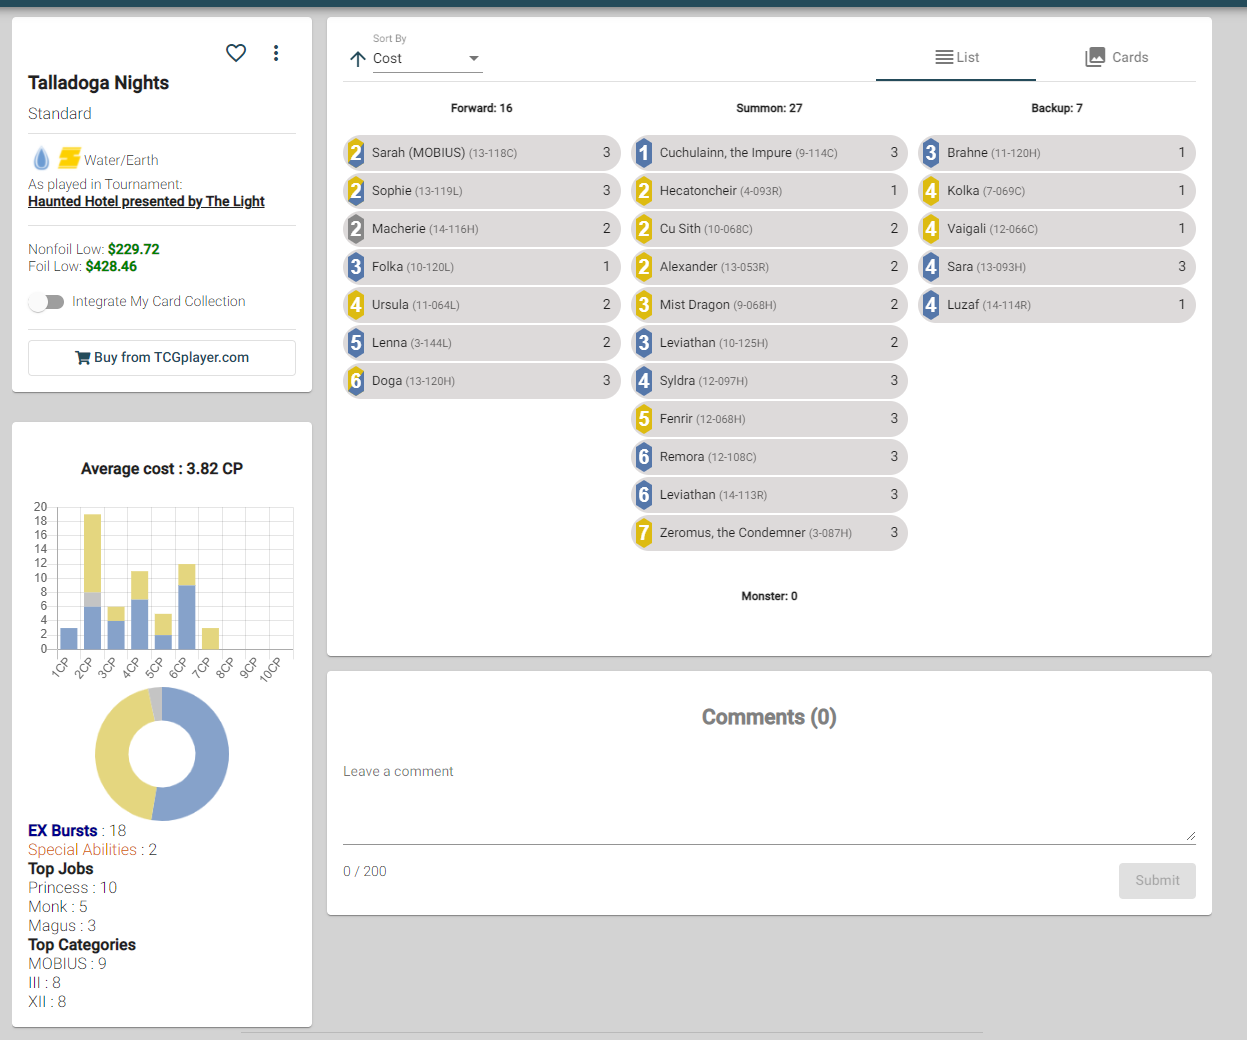 Talladoga Nights
Standard
Water/Earth
As played in Tournament:
Haunted Hotel presented by The Light
Nonfoil Low: $229.72
Foil Low: $428.46
Integrate My Card Collection
Buy from TCGplayer.com
Average cost : 3.82 CP
20
18
16
14
12
10
8
6
4
2
0
1CP 2CP 3CP 4CP 5CP 6CP 7CP 8CP 9CP 10CP
EX Bursts : 18
Special Abilities : 2
Top Jobs
Princess : 10
Monk : 5
Magus : 3
Top Categories
MOBIUS : 9
III : 8
XII : 8
Sort By
Cost
List
Cards
Forward: 16
2 Sarah (MOBIUS) (13-118C) 3
2 Sophie (13-119L) 3
2 Macherie (14-116H) 2
3 Folka (10-120L) 1
4 Ursula (11-064L) 2
5 Lenna (3-144L) 2
6 Doga (13-120H) 3
Summon: 27
1 Cuchulainn, the Impure (9-114C) 3
2 Hecatoncheir (4-093R) 1
2 Cu Sith (10-068C) 2
2 Alexander (13-053R) 2
3 Mist Dragon (9-068H) 2
3 Leviathan (10-125H) 2
4 Syldra (12-097H) 3
5 Fenrir (12-068H) 3
6 Remora (12-108C) 3
6 Leviathan (14-113R) 3
7 Zeromus, the Condemner (3-087H) 3
Backup: 7
3 Brahne (11-120H) 1
4 Kolka (7-069C) 1
4 Vaigali (12-066C) 1
4 Sara (13-093H) 3
4 Luzaf (14-114R) 1
Monster: 0
Comments (0)
Leave a comment
0 / 200
Submit